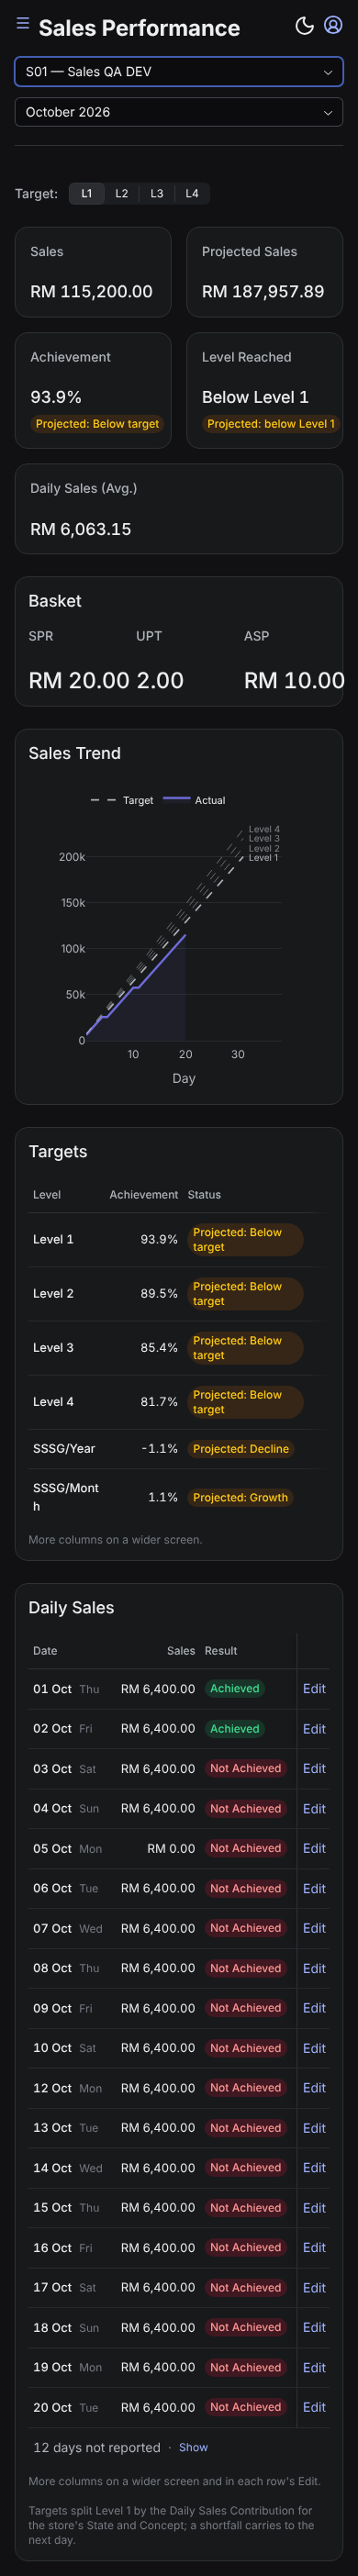 Sales Performance
S01 — Sales QA DEV
October 2026
Target: L1 L2 L3 L4
Sales
RM 115,200.00
Projected Sales
RM 187,957.89
Achievement
93.9%
Projected: Below target
Level Reached
Below Level 1
Projected: below Level 1
Daily Sales (Avg.)
RM 6,063.15
Basket
SPR UPT ASP
RM 20.00 2.00 RM 10.00
Sales Trend
Target Actual
Level 4
Level 3
Level 2
Level 1
200k
150k
100k
50k
0
10 20 30
Day
Targets
Level Achievement Status
Level 1 93.9% Projected: Below
target
Level 2 89.5% Projected: Below
target
Level 3 85.4% Projected: Below
target
Level 4 81.7% Projected: Below
target
SSSG/Year -1.1% Projected: Decline
SSSG/Mont
h 1.1% Projected: Growth
More columns on a wider screen.
Daily Sales
Date Sales Result
01 Oct Thu RM 6,400.00 Achieved Edit
02 Oct Fri RM 6,400.00 Achieved Edit
03 Oct Sat RM 6,400.00 Not Achieved Edit
04 Oct Sun RM 6,400.00 Not Achieved Edit
05 Oct Mon RM 0.00 Not Achieved Edit
06 Oct Tue RM 6,400.00 Not Achieved Edit
07 Oct Wed RM 6,400.00 Not Achieved Edit
08 Oct Thu RM 6,400.00 Not Achieved Edit
09 Oct Fri RM 6,400.00 Not Achieved Edit
10 Oct Sat RM 6,400.00 Not Achieved Edit
12 Oct Mon RM 6,400.00 Not Achieved Edit
13 Oct Tue RM 6,400.00 Not Achieved Edit
14 Oct Wed RM 6,400.00 Not Achieved Edit
15 Oct Thu RM 6,400.00 Not Achieved Edit
16 Oct Fri RM 6,400.00 Not Achieved Edit
17 Oct Sat RM 6,400.00 Not Achieved Edit
18 Oct Sun RM 6,400.00 Not Achieved Edit
19 Oct Mon RM 6,400.00 Not Achieved Edit
20 Oct Tue RM 6,400.00 Not Achieved Edit
12 days not reported · Show
More columns on a wider screen and in each row's Edit.
Targets split Level 1 by the Daily Sales Contribution for
the store's State and Concept; a shortfall carries to the
next day.